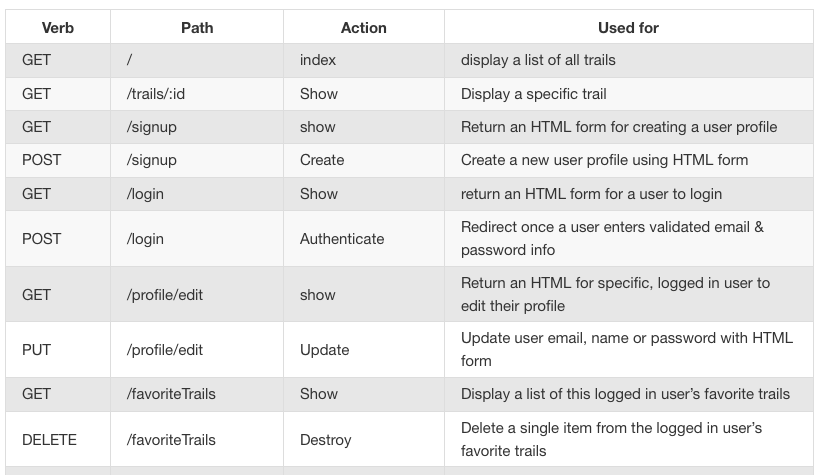 Verb Path Action Used for
GET / index display a list of all trails
GET /trails/:id Show Display a specific trail
GET /signup show Return an HTML form for creating a user profile
POST /signup Create Create a new user profile using HTML form
GET /login Show return an HTML form for a user to login
POST /login Authenticate Redirect once a user enters validated email &
password info
GET /profile/edit show Return an HTML for specific, logged in user to
edit their profile
PUT /profile/edit Update Update user email, name or password with HTML
form
GET /favoriteTrails Show Display a list of this logged in user’s favorite trails
DELETE /favoriteTrails Destroy Delete a single item from the logged in user’s
favorite trails